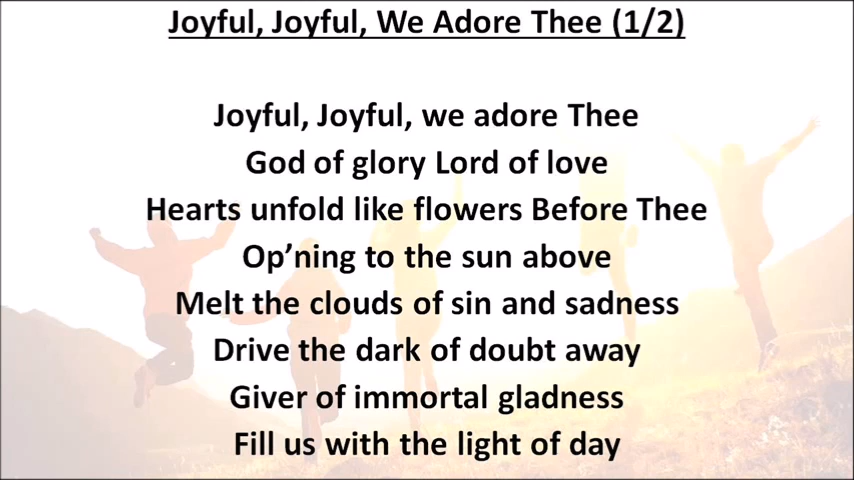 Joyful, Joyful, We Adore Thee (1/2)
Joyful, Joyful, we adore Thee
God of glory Lord of love
Hearts unfold like flowers Before Thee
Op’ning to the sun above
Melt the clouds of sin and sadness
Drive the dark of doubt away
Giver of immortal gladness
Fill us with the light of day